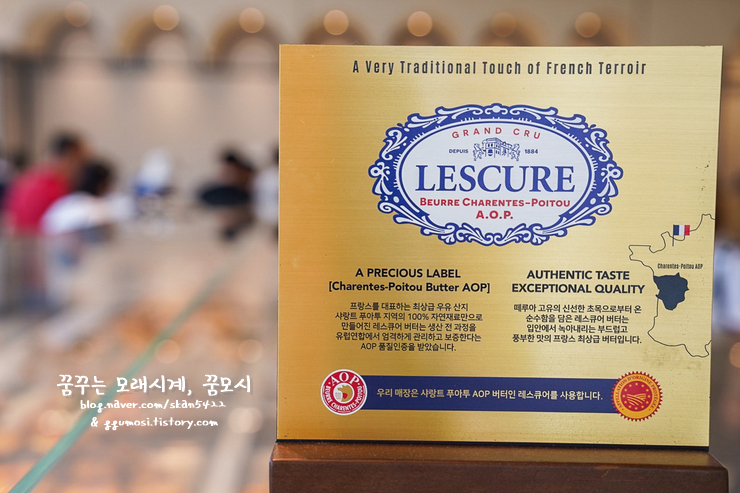 A Very Traditional Touch of French Terroir
GRAND CRU
DEPUIS 1884
LESCURE
BEURRE CHARENTES-POITOU
A.O.P.
Charentes-Poitou AOP
A PRECIOUS LABEL
[Charentes-Poitou Butter AOP]
프랑스를 대표하는 최상급 우유 산지
샤랑트 푸아투 지역의 100% 자연재료만으로
만들어진 레스큐어 버터는 생산 전 과정을
유럽연합에서 엄격하게 관리하고 보증한다는
AOP 품질인증을 받았습니다.
AUTHENTIC TASTE
EXCEPTIONAL QUALITY
떼루아 고유의 신선한 초목으로부터 온
순수함을 담은 레스큐어 버터는
입안에서 녹아내리는 부드럽고
풍부한 맛의 프랑스 최상급 버터입니다.
AOP
BEURRE CHARENTES-POITOU
우리 매장은 샤랑트 푸아투 AOP 버터인 레스큐어를 사용합니다.
꿈꾸는 모래시계, 꿈모시
blog.naver.com/skan5422
& ggumosi.tistory.com